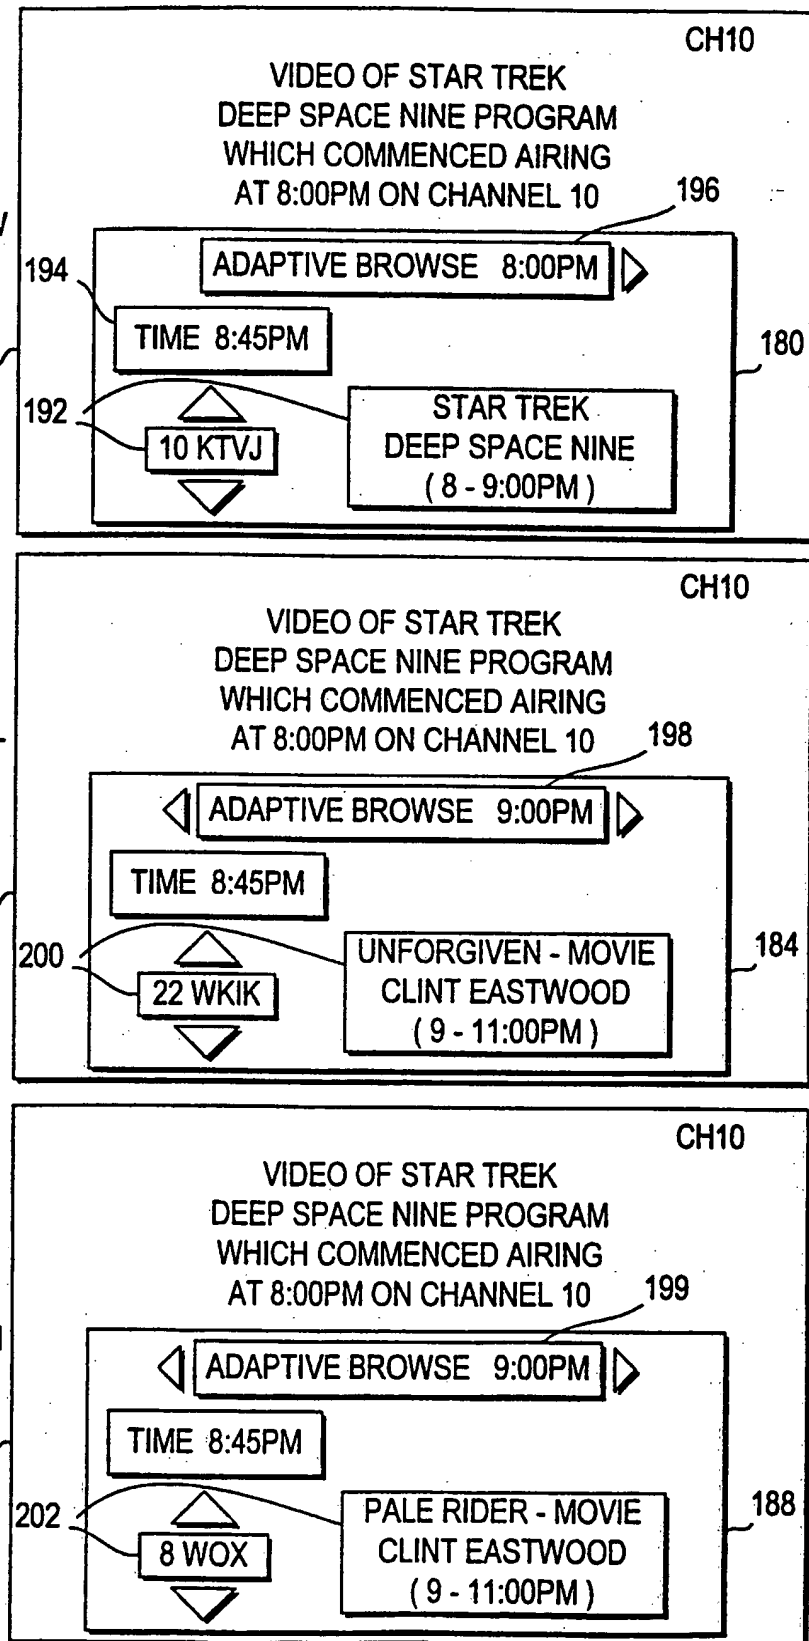 CH10
VIDEO OF STAR TREK
DEEP SPACE NINE PROGRAM
WHICH COMMENCED AIRING
AT 8:00PM ON CHANNEL 10
196
ADAPTIVE BROWSE 8:00PM
194
TIME 8:45PM
180
192
10 KTVJ
STAR TREK
DEEP SPACE NINE
( 8 - 9:00PM )
CH10
VIDEO OF STAR TREK
DEEP SPACE NINE PROGRAM
WHICH COMMENCED AIRING
AT 8:00PM ON CHANNEL 10
198
ADAPTIVE BROWSE 9:00PM
TIME 8:45PM
200
22 WKIK
UNFORGIVEN - MOVIE
CLINT EASTWOOD
( 9 - 11:00PM )
184
CH10
VIDEO OF STAR TREK
DEEP SPACE NINE PROGRAM
WHICH COMMENCED AIRING
AT 8:00PM ON CHANNEL 10
199
ADAPTIVE BROWSE 9:00PM
TIME 8:45PM
202
8 WOX
PALE RIDER - MOVIE
CLINT EASTWOOD
( 9 - 11:00PM )
188